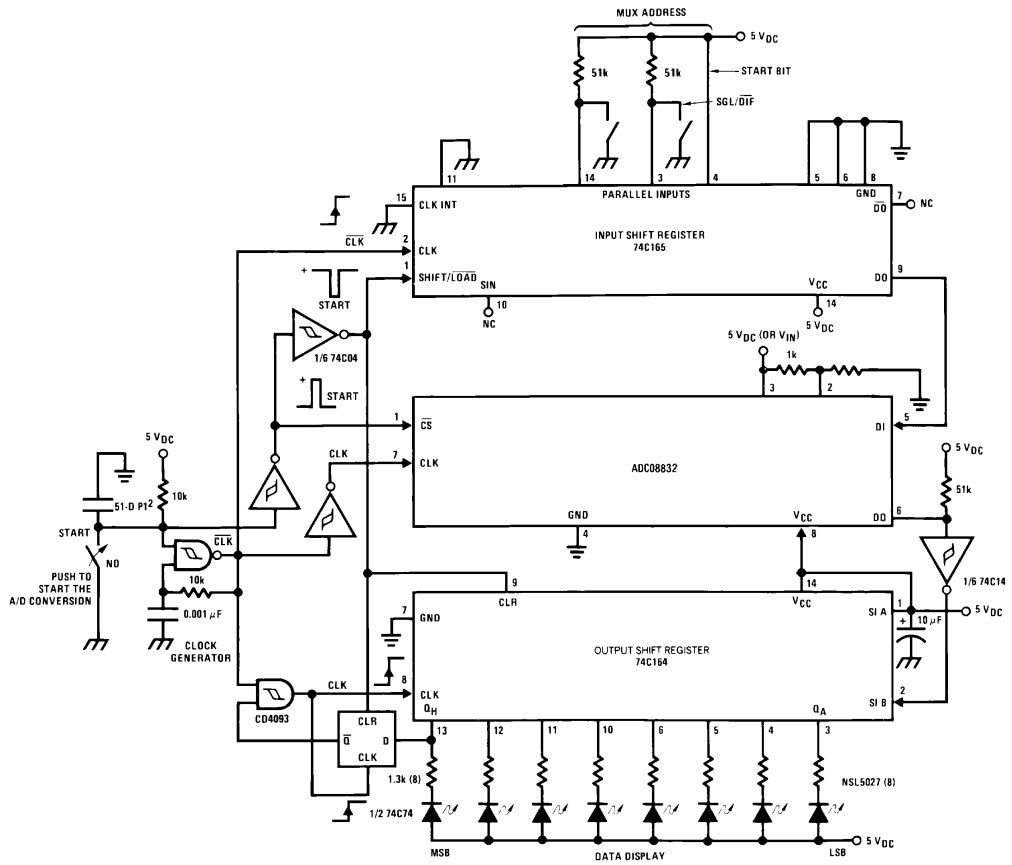 MUX ADDRESS
5 VDC
51k
51k
START BIT
SGL/DIF
11
14
3
4
5
6
8
PARALLEL INPUTS
GND
15
CLK INT
7
DO
NC
INPUT SHIFT REGISTER
74C165
CLK
2
CLK
1
SHIFT/LOAD
9
DO
+
START
SIN
10
NC
VCC
14
5 VDC
1/6 74C04
5 VDC (OR VIN)
1k
+
START
3
2
1
CS
5
DI
CLK
7
CLK
ADC08832
5 VDC
5 VDC
10k
51-D P1²
51k
GND
4
VCC
8
6
DO
START
CLK
NO
PUSH TO
START THE
A/D CONVERSION
10k
0.001 µF
CLOCK
GENERATOR
1/6 74C14
9
CLR
14
VCC
1
SI A
5 VDC
+
10 µF
7
GND
OUTPUT SHIFT REGISTER
74C164
CLK
8
CLK
2
SI B
CD4093
QH
QA
CLR
Q
D
CLK
13
12
11
10
6
5
4
3
1.3k (8)
NSL5027 (8)
1/2 74C74
5 VDC
MSB
DATA DISPLAY
LSB